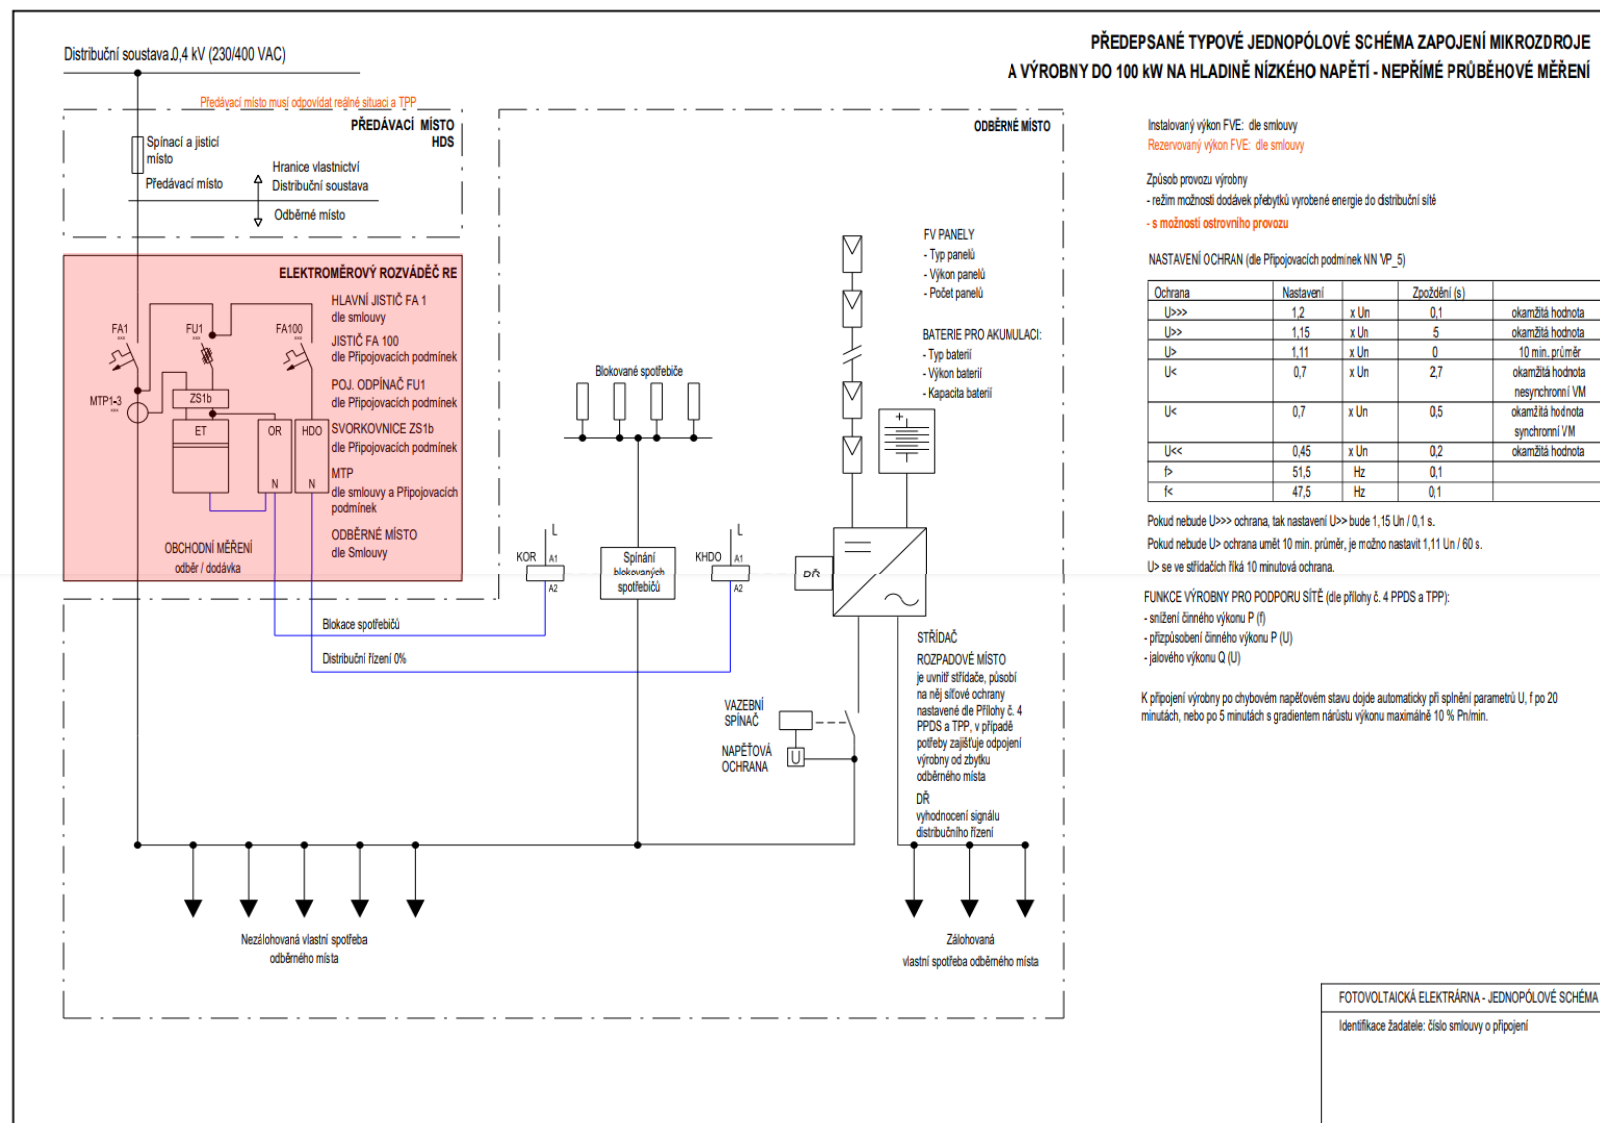 PŘEDEPSANÉ TYPOVÉ JEDNOPÓLOVÉ SCHÉMA ZAPOJENÍ MIKROZDROJE
A VÝROBNY DO 100 kW NA HLADINĚ NÍZKÉHO NAPĚTÍ - NEPŘÍMÉ PRŮBĚHOVÉ MĚŘENÍ
Distribuční soustava.0,4 kV (230/400 VAC)
Předávací místo musí odpovídat reálné situaci a TPP
PŘEDÁVACÍ MÍSTO
HDS
Spínací a jisticí
místo
Předávací místo
Hranice vlastnictví
Distribuční soustava
Odběrné místo
ELEKTROMĚROVÝ ROZVÁDĚČ RE
HLAVNÍ JISTIČ FA 1
dle smlouvy
JISTIČ FA 100
dle Připojovacích podmínek
POJ. ODPÍNAČ FU1
dle Připojovacích podmínek
SVORKOVNICE ZS1b
dle Připojovacích podmínek
MTP
dle smlouvy a Připojovacích
podmínek
ODBĚRNÉ MÍSTO
dle Smlouvy
FA1
xxx
FU1
xxx
FA100
xxx
MTP1-3
xxx
ZS1b
ET
OR
HDO
N
N
OBCHODNÍ MĚŘENÍ
odběr / dodávka
ODBĚRNÉ MÍSTO
Blokované spotřebiče
FV PANELY
- Typ panelů
- Výkon panelů
- Počet panelů
BATERIE PRO AKUMULACI:
- Typ baterií
- Výkon baterií
- Kapacita baterií
+
L
KOR
A1
A2
Spínání
blokovaných
spotřebičů
L
KHDO
A1
A2
DŘ
Blokace spotřebičů
Distribuční řízení 0%
STŘÍDAČ
ROZPADOVÉ MÍSTO
je uvnitř střídače, působí
na něj síťové ochrany
nastavené dle Přílohy č. 4
PPDS a TPP, v případě
potřeby zajišťuje odpojení
výrobny od zbytku
odběrného místa
DŘ
vyhodnocení signálu
distribučního řízení
VAZEBNÍ
SPÍNAČ
NAPĚŤOVÁ
OCHRANA
U
Nezálohovaná vlastní spotřeba
odběrného místa
Zálohovaná
vlastní spotřeba odběrného místa
Instalovaný výkon FVE: dle smlouvy
Rezervovaný výkon FVE: dle smlouvy
Způsob provozu výrobny
- režim možnosti dodávek přebytků vyrobené energie do distribuční sítě
- s možností ostrovního provozu
NASTAVENÍ OCHRAN (dle Připojovacích podmínek NN VP_5)
Ochrana Nastavení Zpoždění (s)
U>>> 1,2 x Un 0,1 okamžitá hodnota
U>> 1,15 x Un 5 okamžitá hodnota
U> 1,11 x Un 0 10 min. průměr
U< 0,7 x Un 2,7 okamžitá hodnota
nesynchronní VM
U< 0,7 x Un 0,5 okamžitá hodnota
synchronní VM
U<< 0,45 x Un 0,2 okamžitá hodnota
f> 51,5 Hz 0,1
f< 47,5 Hz 0,1
Pokud nebude U>>> ochrana, tak nastavení U>> bude 1,15 Un / 0,1 s.
Pokud nebude U> ochrana umět 10 min. průměr, je možno nastavit 1,11 Un / 60 s.
U> se ve střídačích říká 10 minutová ochrana.
FUNKCE VÝROBNY PRO PODPORU SÍTĚ (dle přílohy č. 4 PPDS a TPP):
- snížení činného výkonu P (f)
- přizpůsobení činného výkonu P (U)
- jalového výkonu Q (U)
K připojení výrobny po chybovém napěťovém stavu dojde automaticky při splnění parametrů U, f po 20
minutách, nebo po 5 minutách s gradientem nárůstu výkonu maximálně 10 % Pn/min.
FOTOVOLTAICKÁ ELEKTRÁRNA - JEDNOPÓLOVÉ SCHÉMA
Identifikace žadatele: číslo smlouvy o připojení